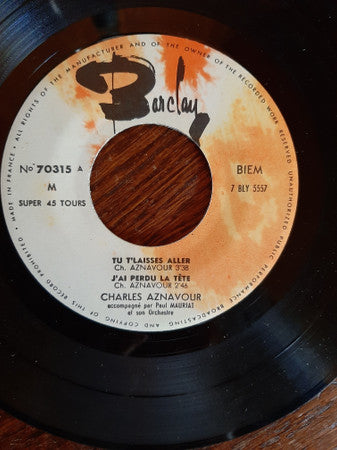 ALL RIGHTS OF THE MANUFACTURER AND OF THE OWNER OF THE RECORDED WORK RESERVED UNAUTHORIZED PUBLIC PERFORMANCE BROADCASTING AND COPYING OF THIS RECORD PROHIBITED • MADE IN FRANCE •
Barclay
Nº 70315 A
M
SUPER 45 TOURS
BIEM
7 BLY 5557
TU T'LAISSES ALLER
Ch. AZNAVOUR 3'38
J'AI PERDU LA TÊTE
Ch. AZNAVOUR 2'46
CHARLES AZNAVOUR
accompagné par Paul MAURIAT
et son Orchestre